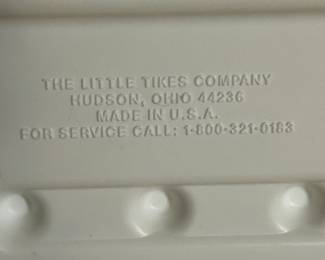 THE LITTLE TIKES COMPANY
HUDSON, OHIO 44236
MADE IN U.S.A.
FOR SERVICE CALL: 1-800-321-0183